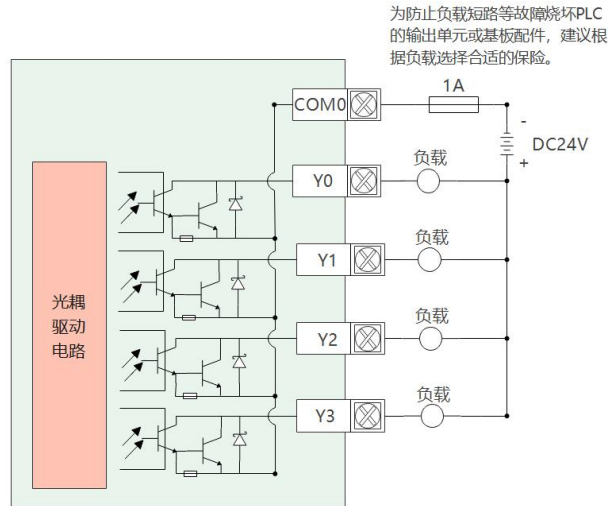 为防止负载短路等故障烧坏PLC
的输出单元或基板配件，建议根
据负载选择合适的保险。
1A
COM0
-
DC24V
+
负载
Y0
负载
Y1
光耦
驱动
电路
负载
Y2
负载
Y3